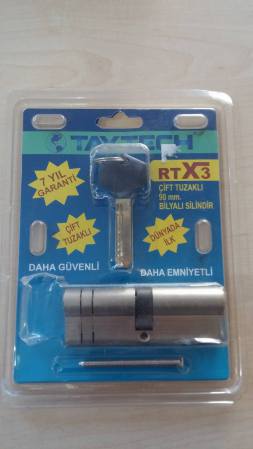 TAYTECH
7 YIL
GARANTİ
RTX3
ÇİFT TUZAKLI
90 mm.
BİLYALI SİLİNDİR
ÇİFT
TUZAKLI
DÜNYADA
İLK
DAHA GÜVENLİ
DAHA EMNİYETLİ